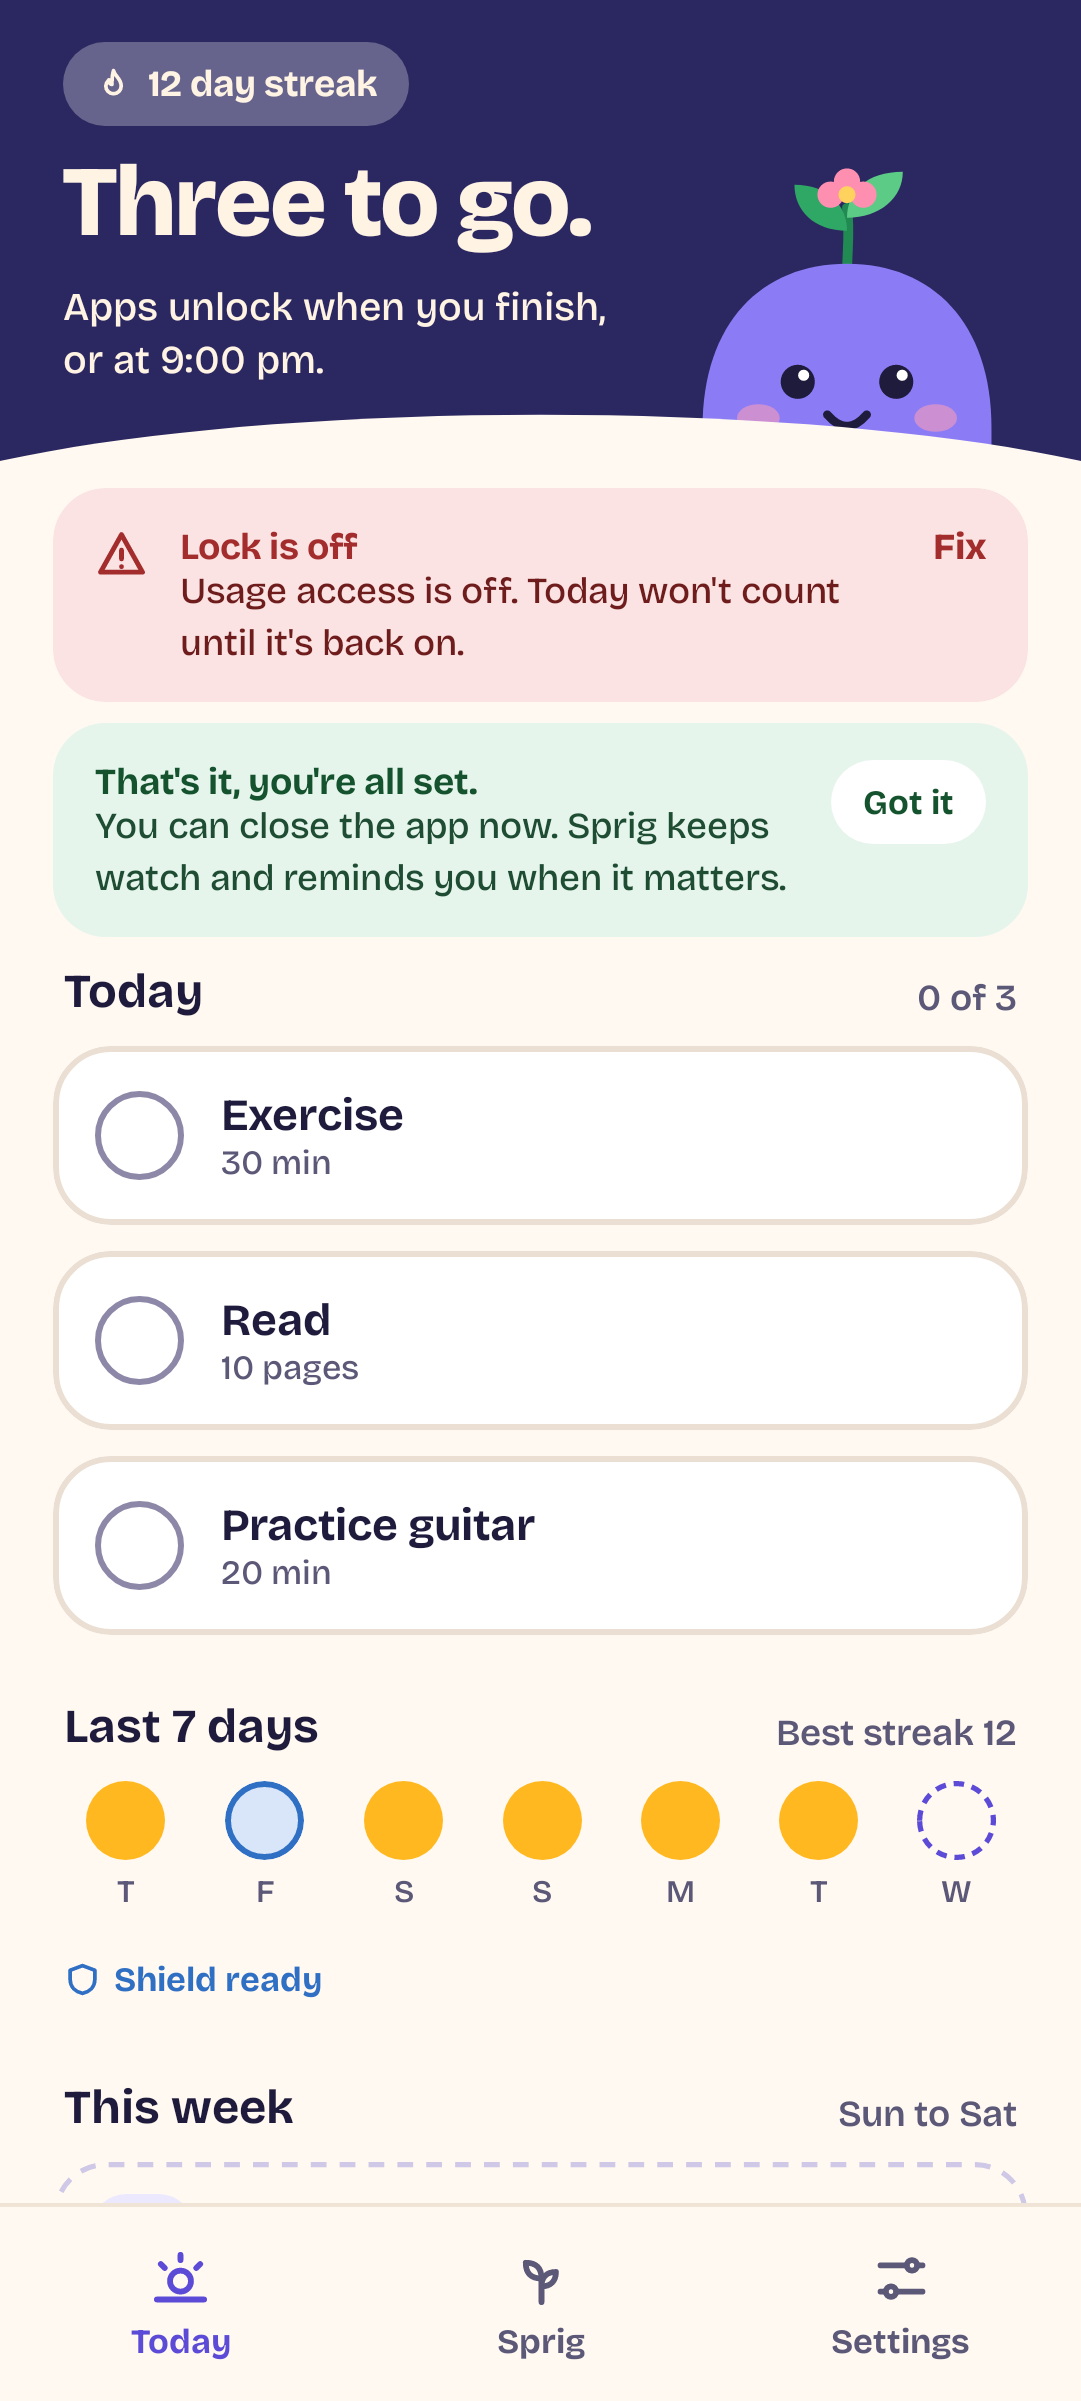 12 day streak
Three to go.
Apps unlock when you finish,
or at 9:00 pm.
Lock is off
Fix
Usage access is off. Today won't count
until it's back on.
That's it, you're all set.
Got it
You can close the app now. Sprig keeps
watch and reminds you when it matters.
Today
0 of 3
Exercise
30 min
Read
10 pages
Practice guitar
20 min
Last 7 days
Best streak 12
T F S S M T W
Shield ready
This week
Sun to Sat
Today
Sprig
Settings